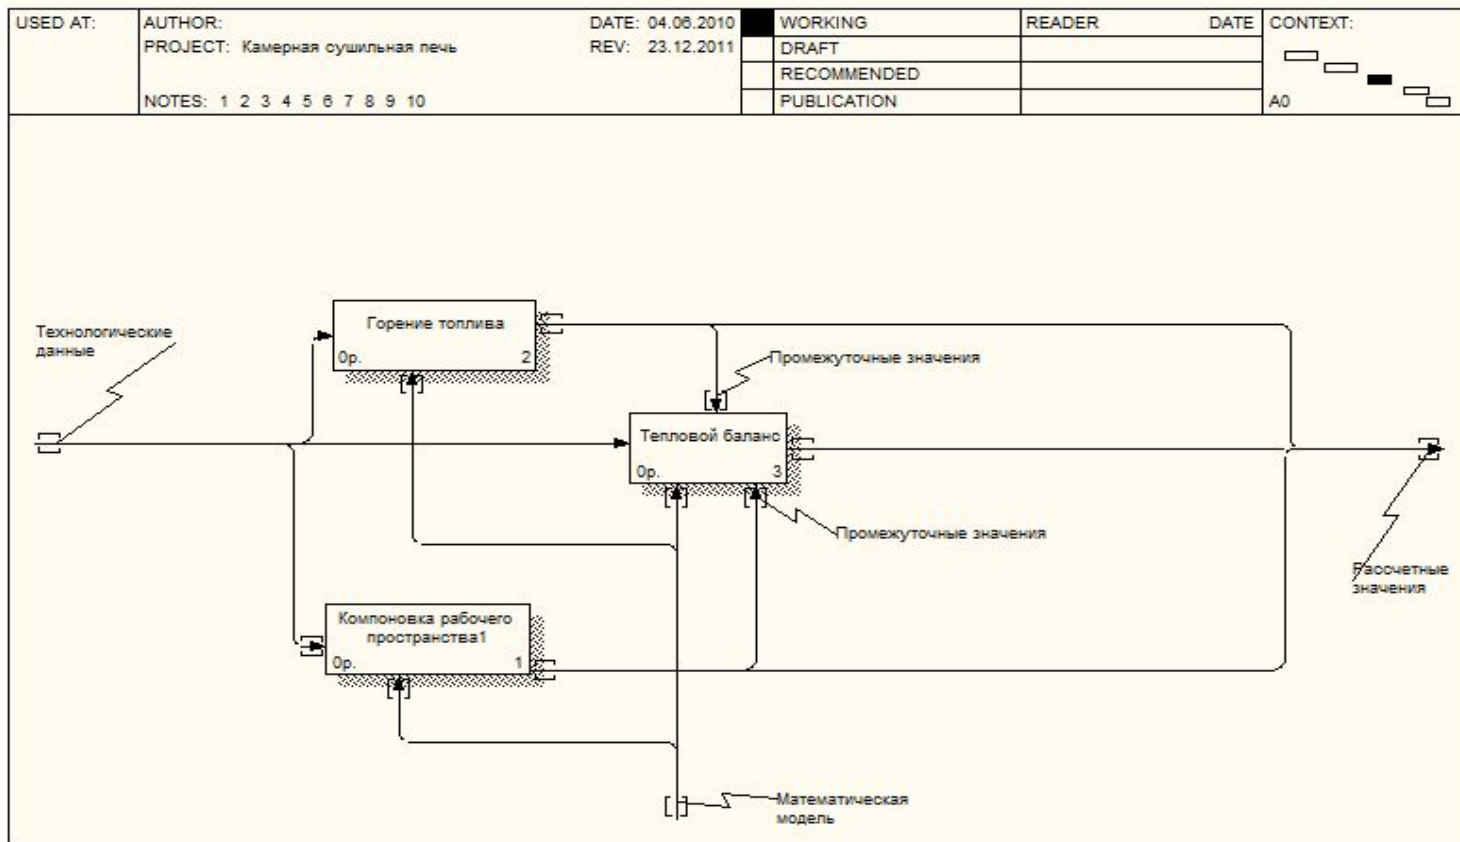 USED AT:
AUTHOR:
DATE: 04.06.2010
PROJECT: Камерная сушильная печь
REV: 23.12.2011
NOTES: 1 2 3 4 5 6 7 8 9 10
WORKING
DRAFT
RECOMMENDED
PUBLICATION
READER
DATE
CONTEXT:
A0
Горение топлива
0р.
2
Технологические
данные
Промежуточные значения
Тепловой баланс
0р.
3
Промежуточные значения
Рассчетные
значения
Компоновка рабочего
пространства1
0р.
1
Математическая
модель